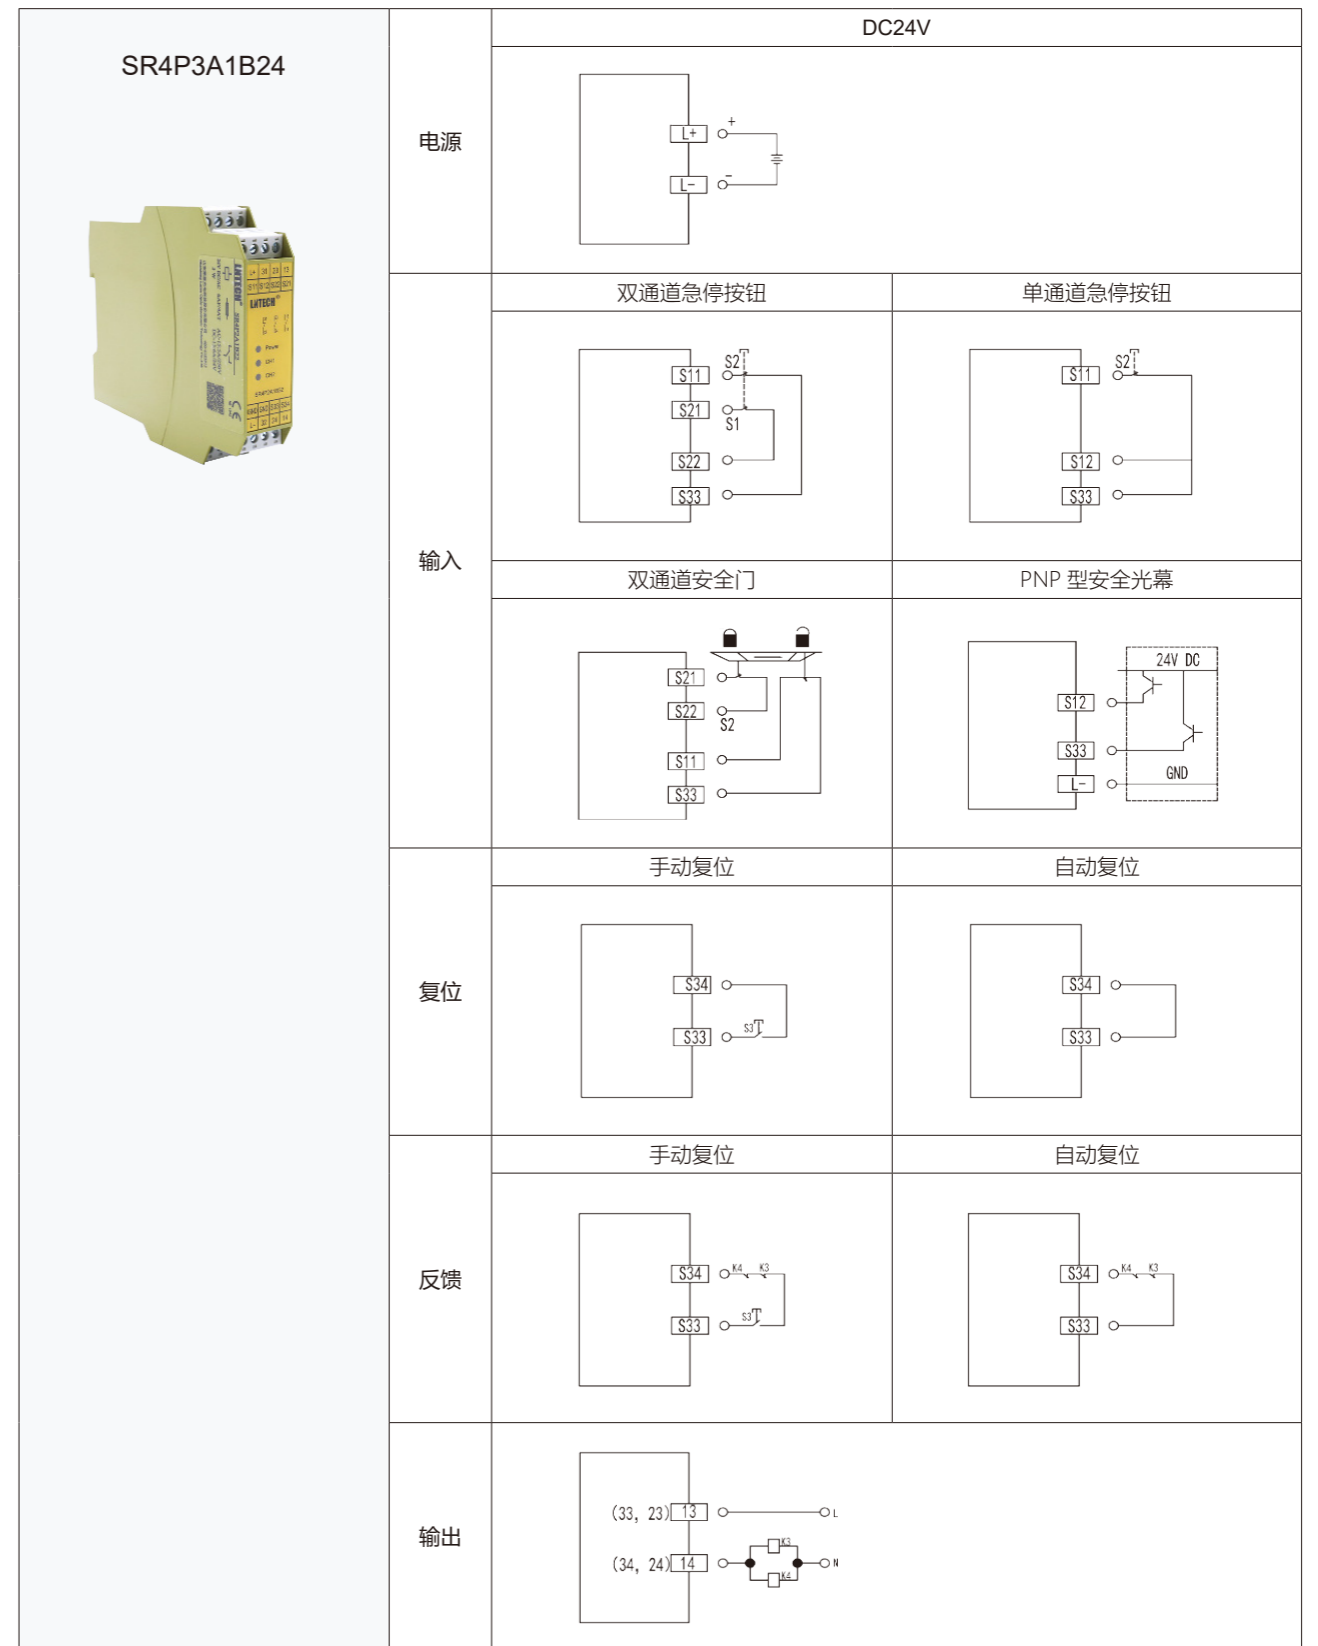 SR4P3A1B24
DC24V
电源
L+
+
L-
-
输入
双通道急停按钮
单通道急停按钮
S11
S2
S21
S1
S22
S33
S11
S2
S12
S33
双通道安全门
PNP 型安全光幕
S21
S22
S2
S11
S33
24V DC
S12
S33
GND
L-
复位
手动复位
自动复位
S34
S33
S3
S34
S33
反馈
手动复位
自动复位
S34
K4
K3
S33
S3
S34
K4
K3
S33
输出
(33, 23)
13
L
(34, 24)
14
K3
K4
N
LNTECH
Power
CH1
CH2